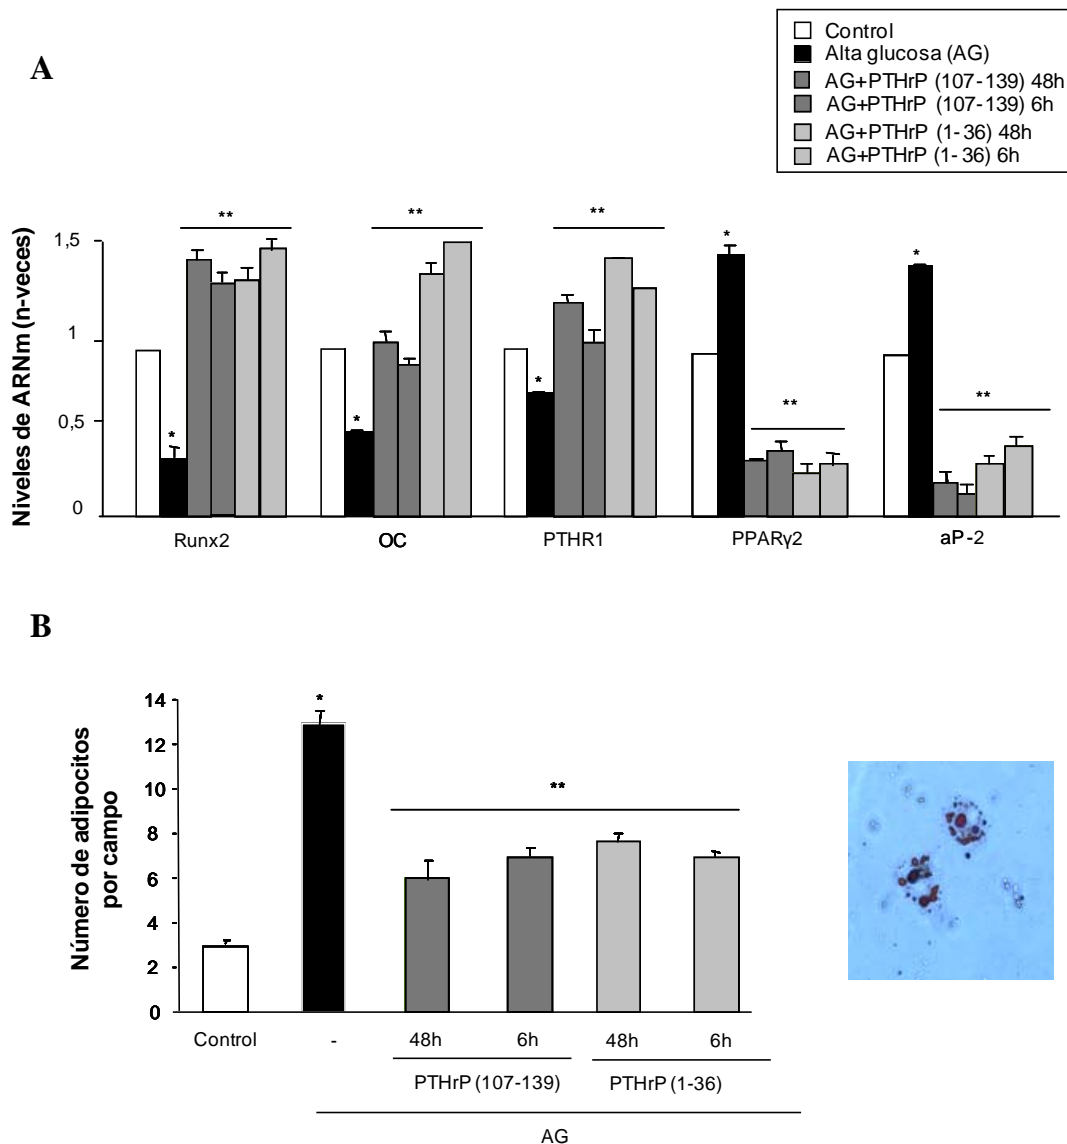 Control
Alta glucosa (AG)
AG+PTHrP (107-139) 48h
AG+PTHrP (107-139) 6h
AG+PTHrP (1-36) 48h
AG+PTHrP (1-36) 6h
A
Niveles de ARNm (n-veces)
1,5
1
0,5
0
** ** ** * *
* * * ** **
Runx2 OC PTHR1 PPARγ2 aP-2
B
Número de adipocitos
por campo
14
12
10
8
6
4
2
0
*
**
Control - 48h 6h 48h 6h
PTHrP (107-139) PTHrP (1-36)
AG